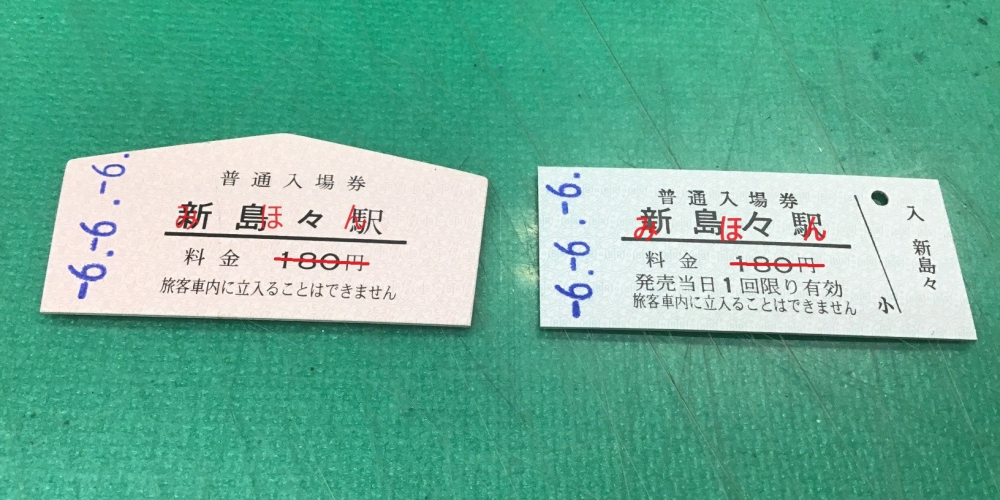 -6.-6.-6.
普通入場券
新島々駅
みほん
料金 180円
旅客車内に立入ることはできません
-6.-6.-6.
普通入場券
新島々駅
みほん
料金 180円
発売当日1回限り有効
旅客車内に立入ることはできません
小
入
新島々